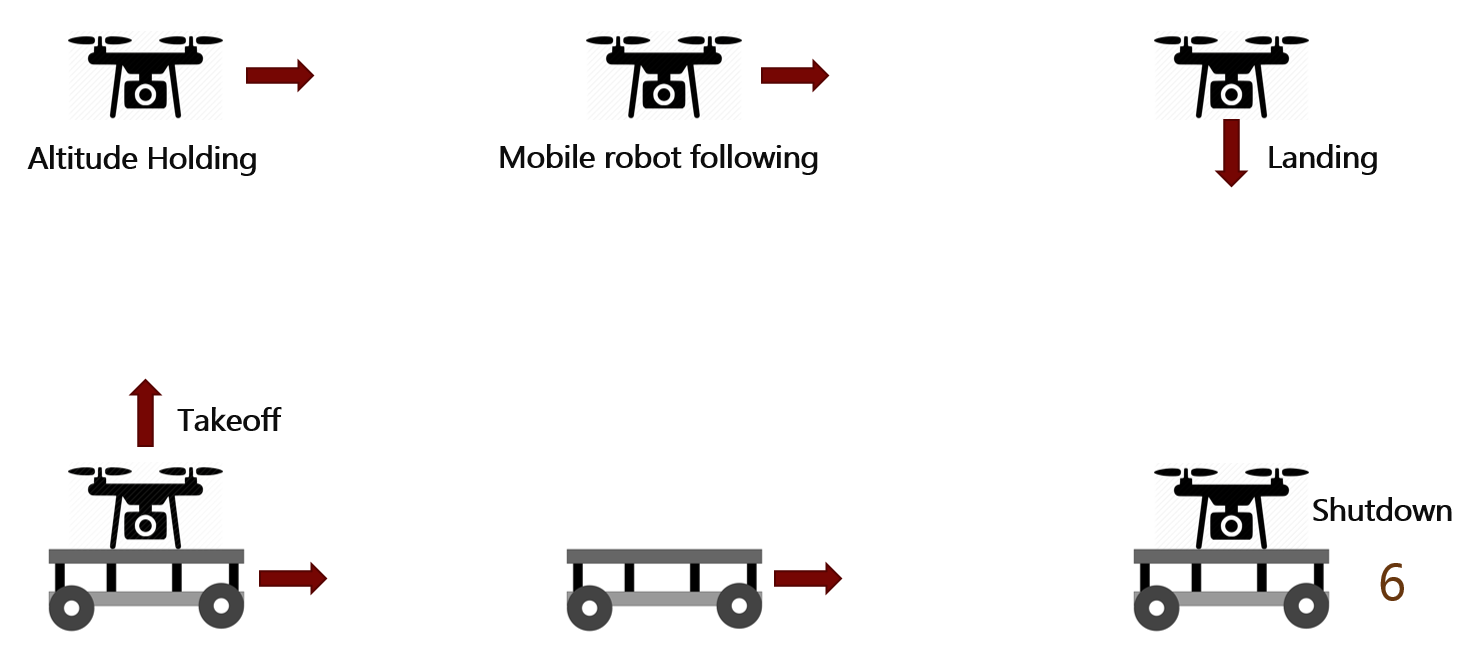 Altitude Holding
Mobile robot following
Landing
Takeoff
Shutdown
6